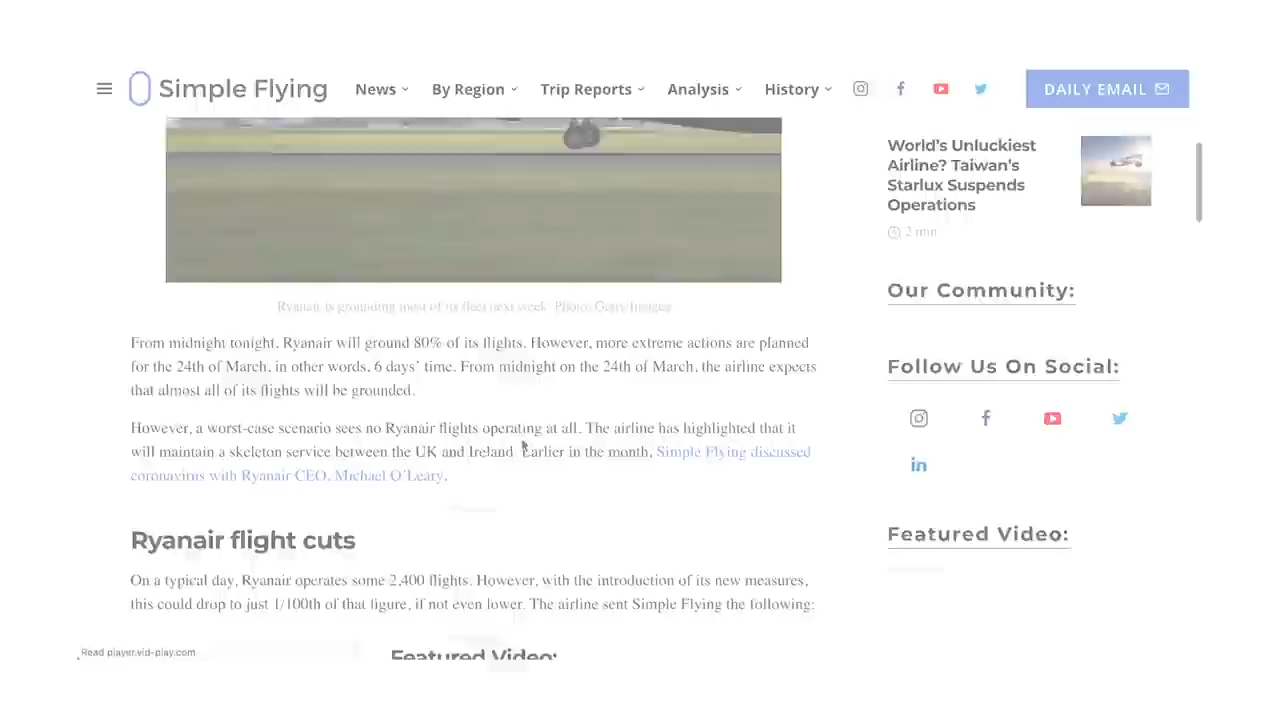 Simple Flying
News
By Region
Trip Reports
Analysis
History
DAILY EMAIL
World's Unluckiest
Airline? Taiwan's
Starlux Suspends
Operations
2 min
Ryanair is grounding most of its fleet next week. Photo: Getty Images
From midnight tonight, Ryanair will ground 80% of its flights. However, more extreme actions are planned
for the 24th of March, in other words, 6 days' time. From midnight on the 24th of March, the airline expects
that almost all of its flights will be grounded.
However, a worst-case scenario sees no Ryanair flights operating at all. The airline has highlighted that it
will maintain a skeleton service between the UK and Ireland. Earlier in the month, Simple Flying discussed
coronavirus with Ryanair CEO, Michael O'Leary.
Ryanair flight cuts
On a typical day, Ryanair operates some 2,400 flights. However, with the introduction of its new measures,
this could drop to just 1/100th of that figure, if not even lower. The airline sent Simple Flying the following:
Our Community:
Follow Us On Social:
Featured Video:
Featured Video:
Read player.vid-play.com